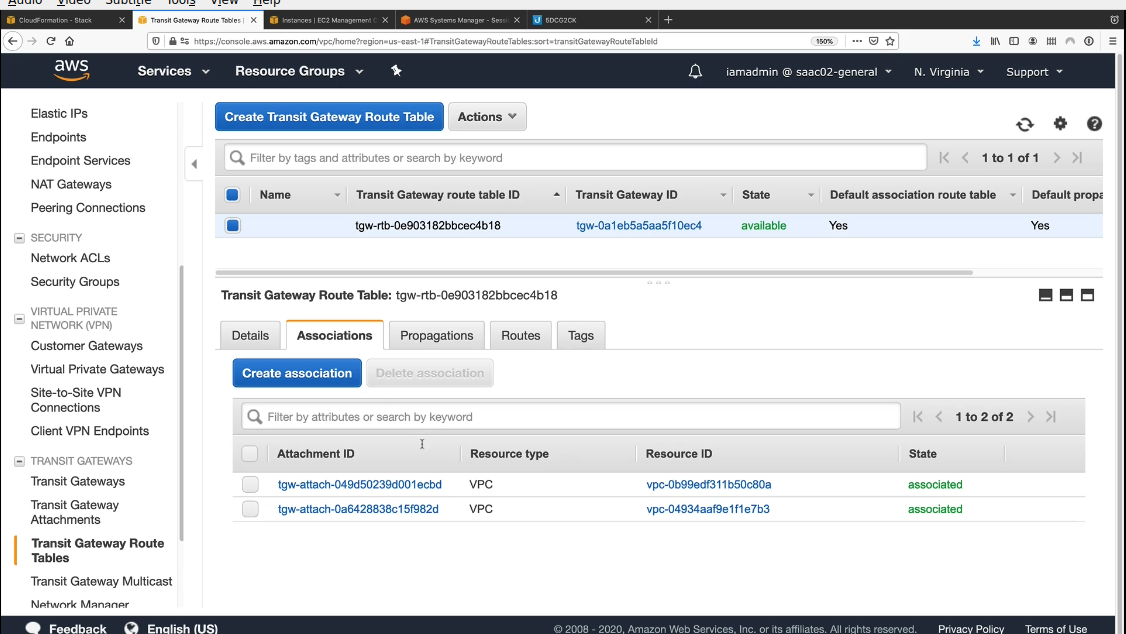 Audio Video Subtitle Tools View Help
CloudFormation - Stack
Transit Gateway Route Tables |
Instances | EC2 Management C
AWS Systems Manager - Sessi
6DCG2CK
https://console.aws.amazon.com/vpc/home?region=us-east-1#TransitGatewayRouteTables:sort=transitGatewayRouteTableId
150%
aws
Services
Resource Groups
iamadmin @ saac02-general
N. Virginia
Support
Elastic IPs
Endpoints
Endpoint Services
NAT Gateways
Peering Connections
SECURITY
Network ACLs
Security Groups
VIRTUAL PRIVATE
NETWORK (VPN)
Customer Gateways
Virtual Private Gateways
Site-to-Site VPN
Connections
Client VPN Endpoints
TRANSIT GATEWAYS
Transit Gateways
Transit Gateway
Attachments
Transit Gateway Route
Tables
Transit Gateway Multicast
Network Manager
Create Transit Gateway Route Table
Actions
Filter by tags and attributes or search by keyword
1 to 1 of 1
Name
Transit Gateway route table ID
Transit Gateway ID
State
Default association route table
Default propa
tgw-rtb-0e903182bbcec4b18
tgw-0a1eb5a5aa5f10ec4
available
Yes
Yes
Transit Gateway Route Table: tgw-rtb-0e903182bbcec4b18
Details
Associations
Propagations
Routes
Tags
Create association
Delete association
Filter by attributes or search by keyword
1 to 2 of 2
Attachment ID
Resource type
Resource ID
State
tgw-attach-049d50239d001ecbd
VPC
vpc-0b99edf311b50c80a
associated
tgw-attach-0a6428838c15f982d
VPC
vpc-04934aaf9e1f1e7b3
associated
Feedback
English (US)
© 2008 - 2020, Amazon Web Services, Inc. or its affiliates. All rights reserved.
Privacy Policy
Terms of Use